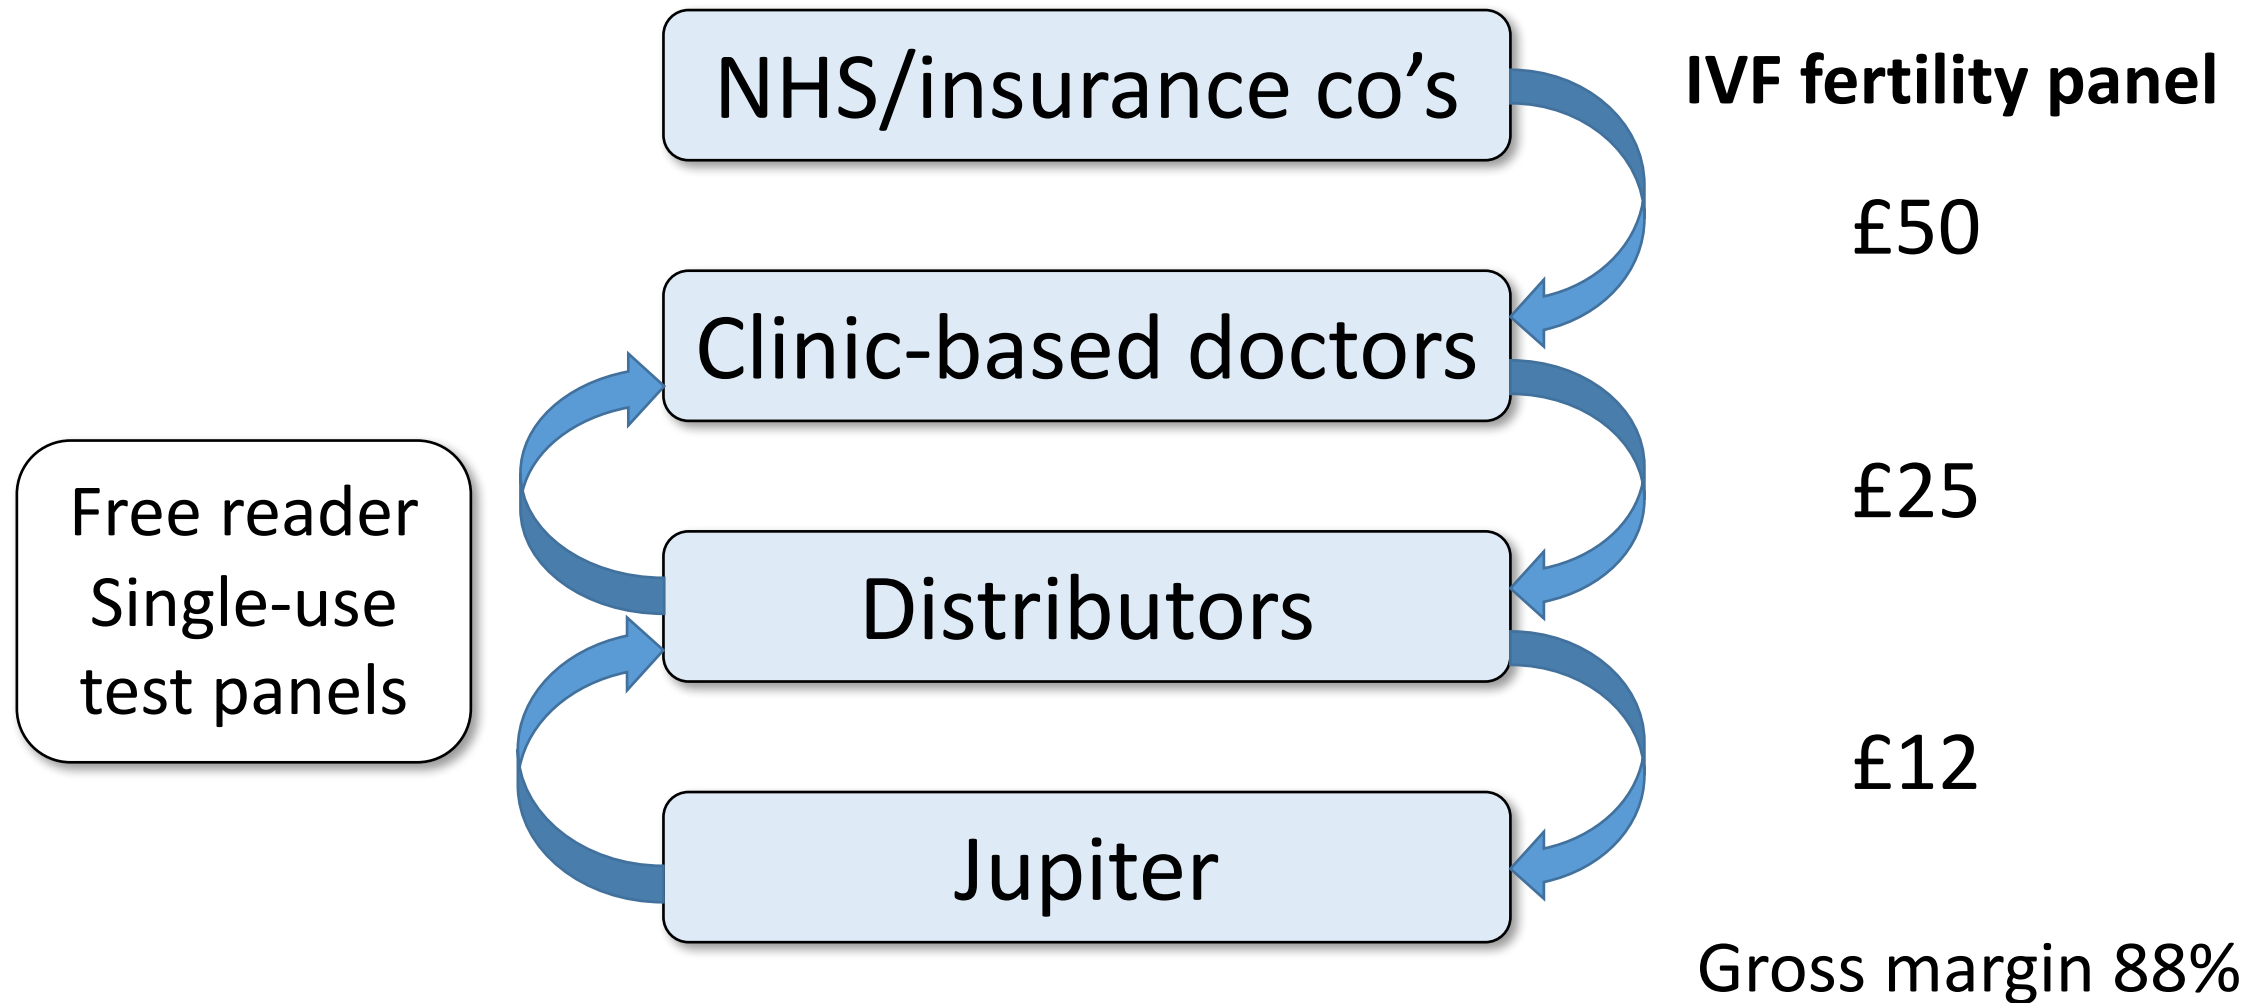 NHS/insurance co’s
IVF fertility panel
£50
Clinic-based doctors
Free reader
Single-use
test panels
£25
Distributors
£12
Jupiter
Gross margin 88%